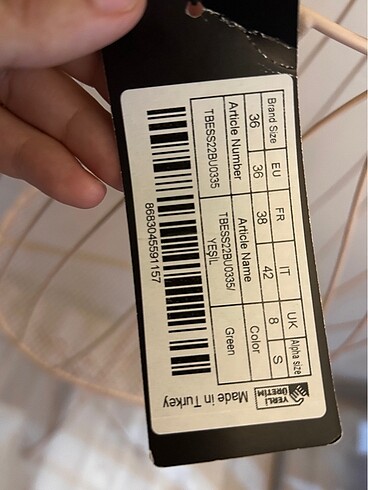 Brand Size EU FR IT UK Alpha size
36 36 38 42 8 S
Article Number Article Name Color
TBESS22BU0335 TBESS22BU0335/ Green
YEŞİL
8683045591157
YERLİ
ÜRETİM
Made in Turkey